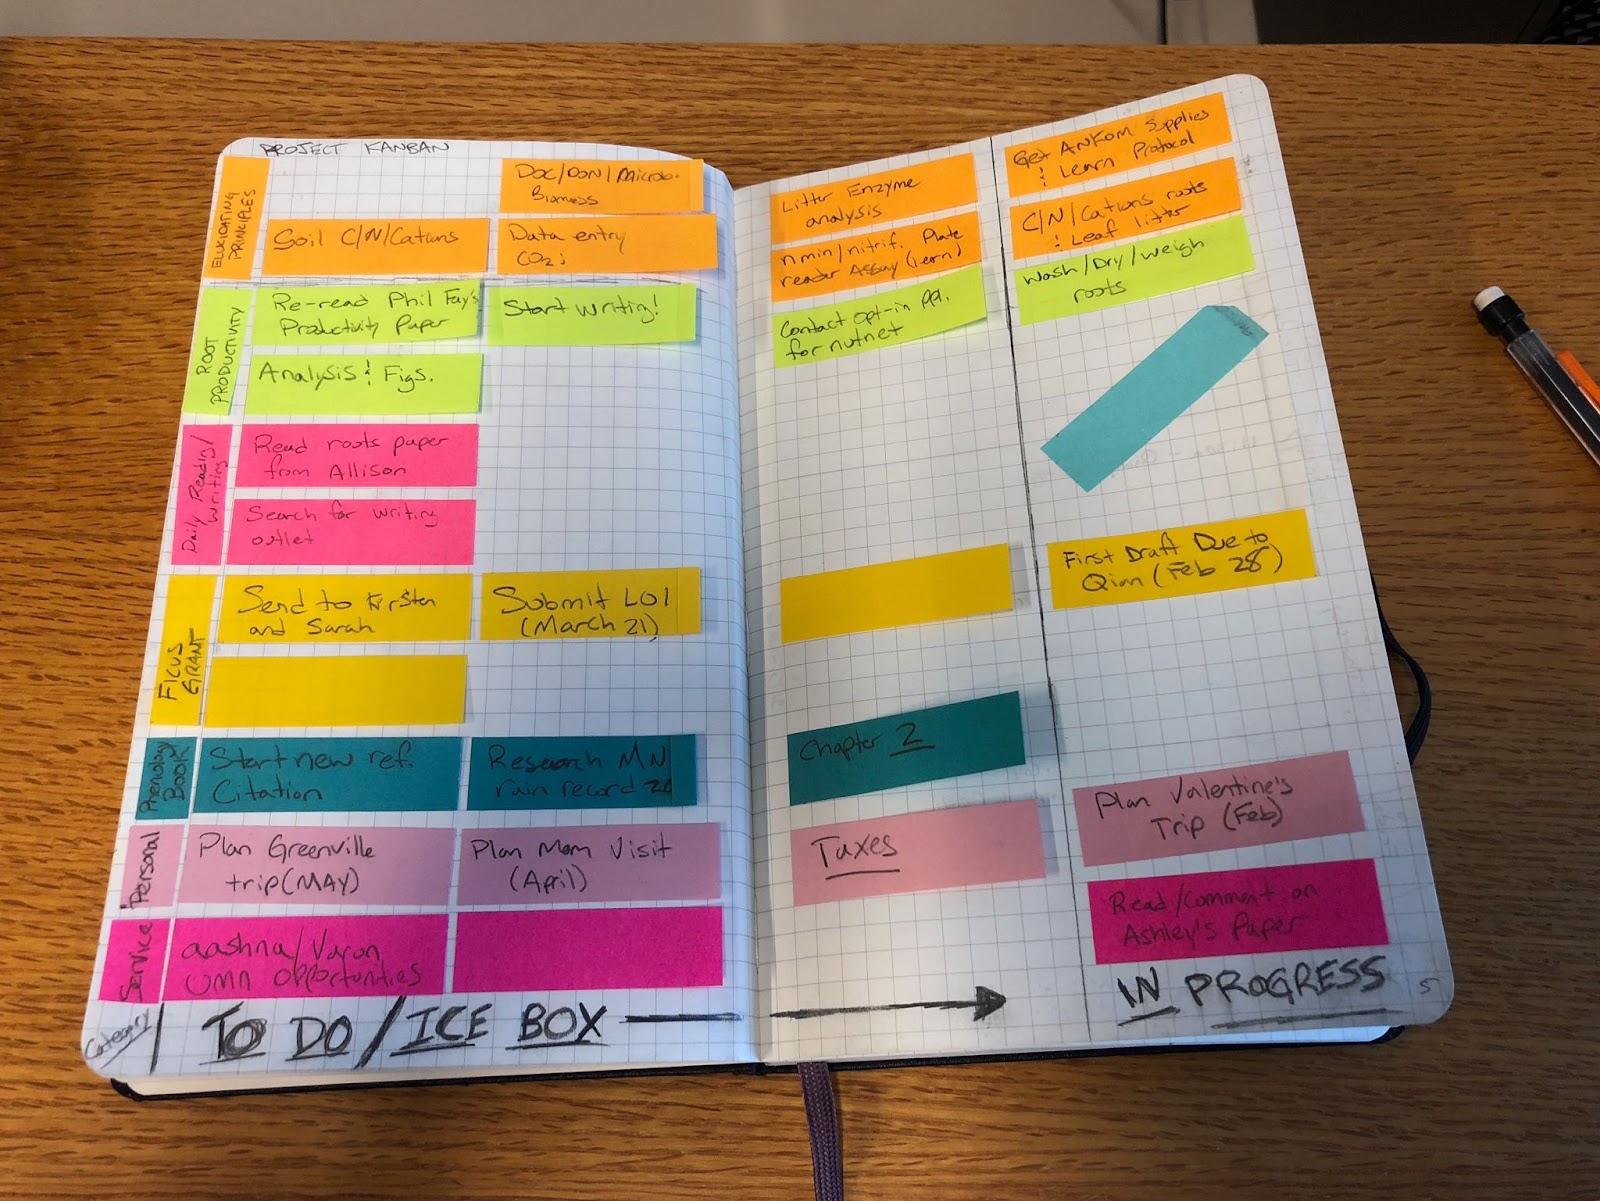 PROJECT KANBAN
ELUCIDATING
PRINCIPLES
DOC/DON/Microb.
Biomass
Soil C/N/Cations
Data entry
CO2:
Litter Enzyme
analysis
nmin/nitrif. Plate
reader Assay (learn)
Get ANKOM Supplies
& Learn Protocol
C/N/Cations roots
& Leaf litter
ROOT
PRODUCTIVITY
Re-read Phil Fay's
Productivity Paper
Start writing!
Analysis & Figs.
Contact opt-in ppl.
for nutnet
Wash/Dry/weigh
roots
Daily Reading/
Writing
Read roots paper
from Allison
Search for writing
outlet
FICUS
GRANT
Send to Kirsten
and Sarah
Submit LOI
(March 21)
First Draft Due to
(Feb 28)
Phenology
BOOK
Start new ref.
Citation
Research MN
rain record
Chapter 2
Personal
Plan Greenville
trip (MAY)
Plan Mom Visit
(April)
Taxes
Plan Valentine's
Trip (Feb)
Service
aashna/Varun
UMN opportunities
Read/Comment on
Ashley's Paper
Category
TO DO / ICE BOX
IN PROGRESS
5